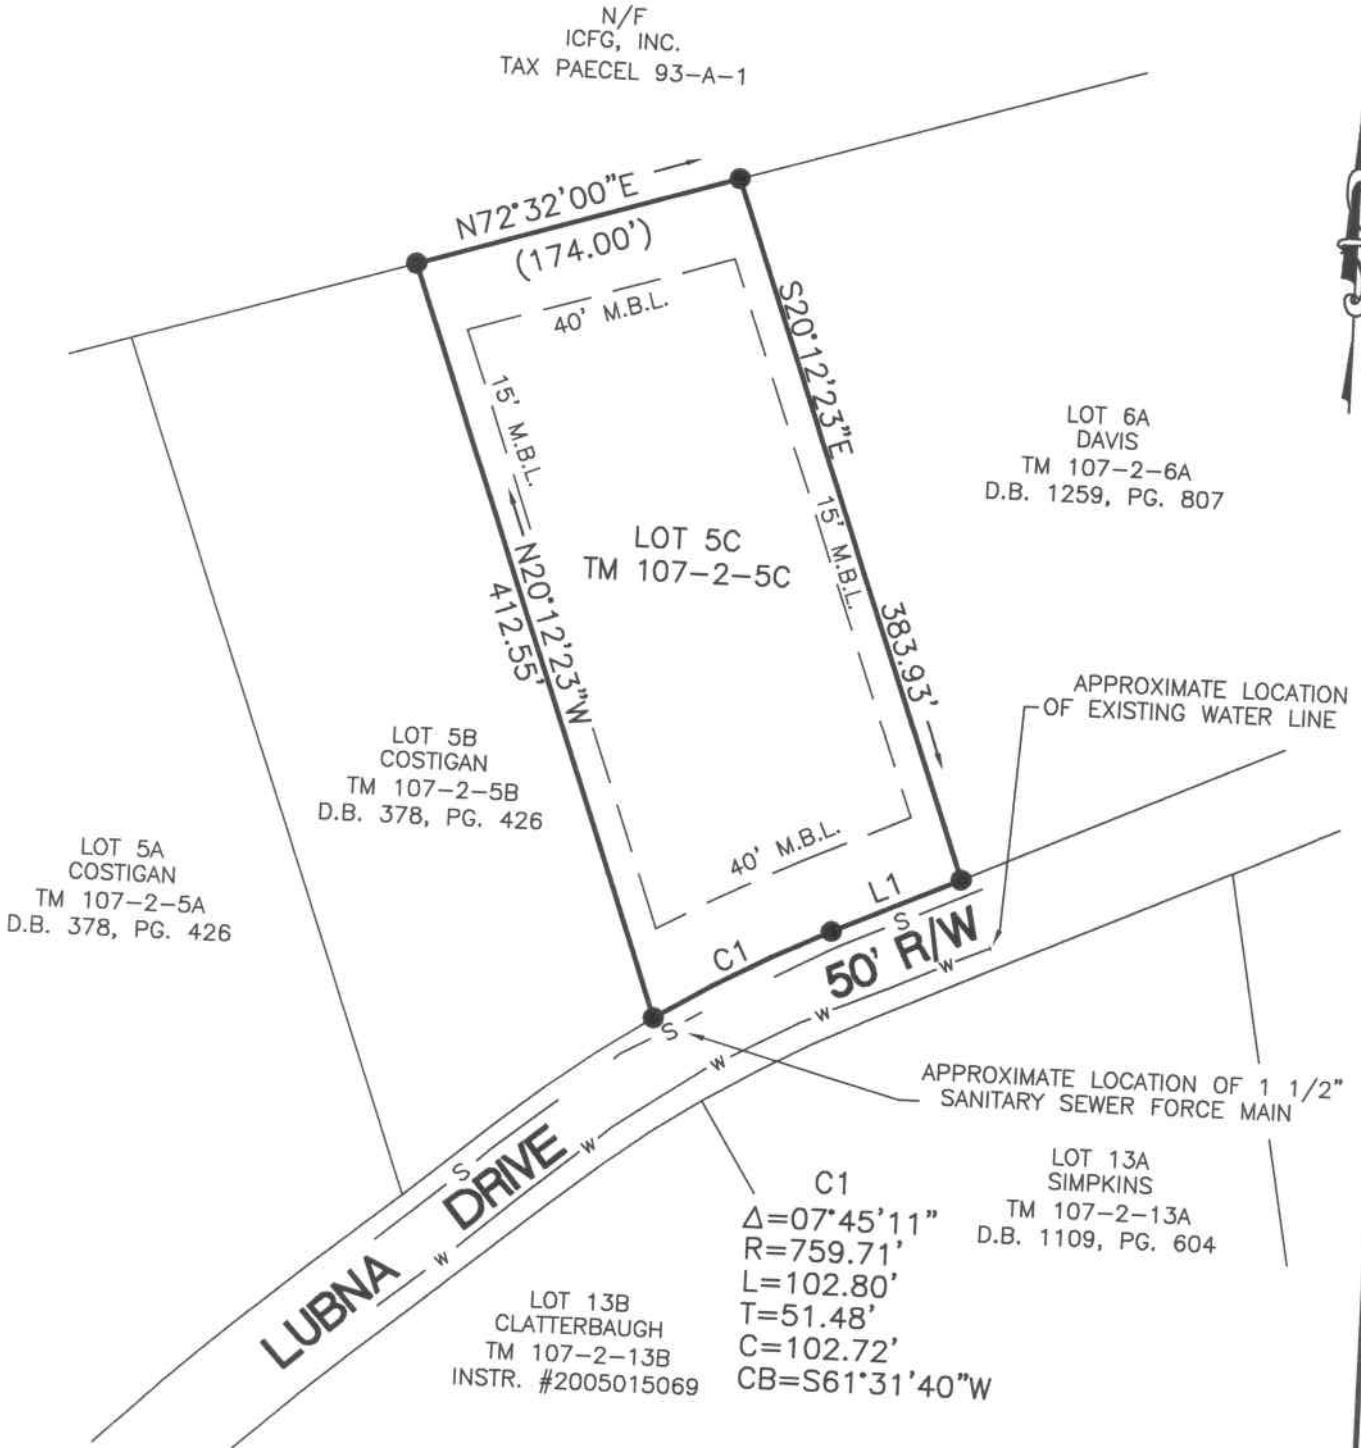 N/F
ICFG, INC.
TAX PAECEL 93-A-1
N72°32'00"E
(174.00')
40' M.B.L.
S20°12'23"E
383.93'
15' M.B.L.
15' M.B.L.
N20°12'23"W
412.55'
LOT 5C
TM 107-2-5C
LOT 6A
DAVIS
TM 107-2-6A
D.B. 1259, PG. 807
APPROXIMATE LOCATION
OF EXISTING WATER LINE
LOT 5B
COSTIGAN
TM 107-2-5B
D.B. 378, PG. 426
LOT 5A
COSTIGAN
TM 107-2-5A
D.B. 378, PG. 426
40' M.B.L.
L1
C1
S
50' R/W
W
W
S
W
APPROXIMATE LOCATION OF 1 1/2"
SANITARY SEWER FORCE MAIN
S
W
W
LUBNA DRIVE
LOT 13A
SIMPKINS
TM 107-2-13A
D.B. 1109, PG. 604
C1
Δ=07°45'11"
R=759.71'
L=102.80'
T=51.48'
C=102.72'
CB=S61°31'40"W
LOT 13B
CLATTERBAUGH
TM 107-2-13B
INSTR. #2005015069